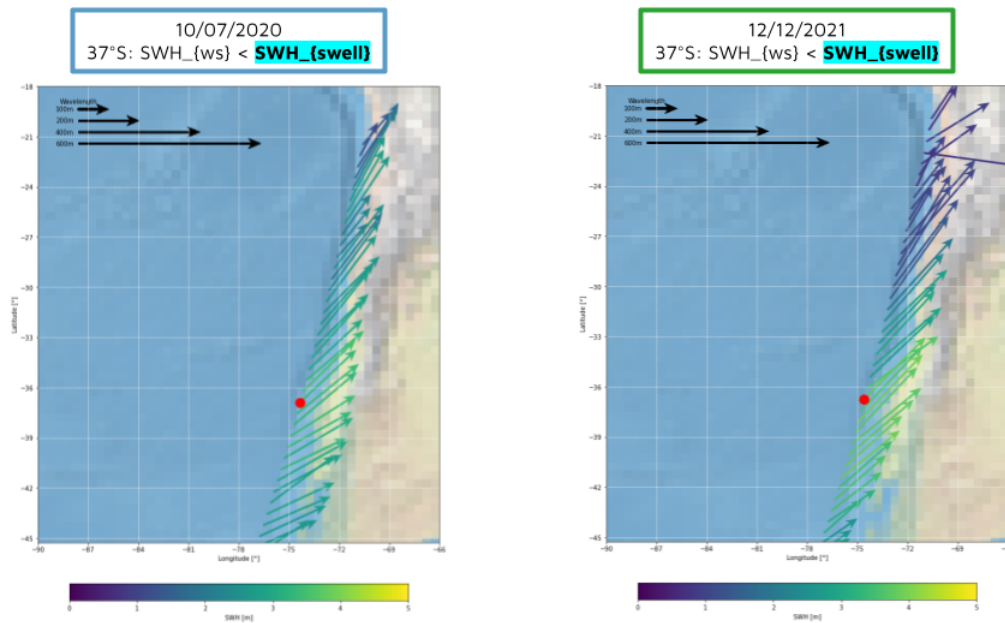 10/07/2020
37°S: SWH_{ws} < SWH_{swell}
Wavelength
100m
200m
400m
600m
−18
−21
−24
−27
−30
−33
−36
−39
−42
−45
Latitude [°]
−90
−87
−84
−81
−78
−75
−72
−69
−66
Longitude [°]
0
1
2
3
4
5
SWH [m]
12/12/2021
37°S: SWH_{ws} < SWH_{swell}
Wavelength
100m
200m
400m
600m
−18
−21
−24
−27
−30
−33
−36
−39
−42
−45
Latitude [°]
−90
−87
−84
−81
−78
−75
−72
−69
Longitude [°]
0
1
2
3
4
5
SWH [m]